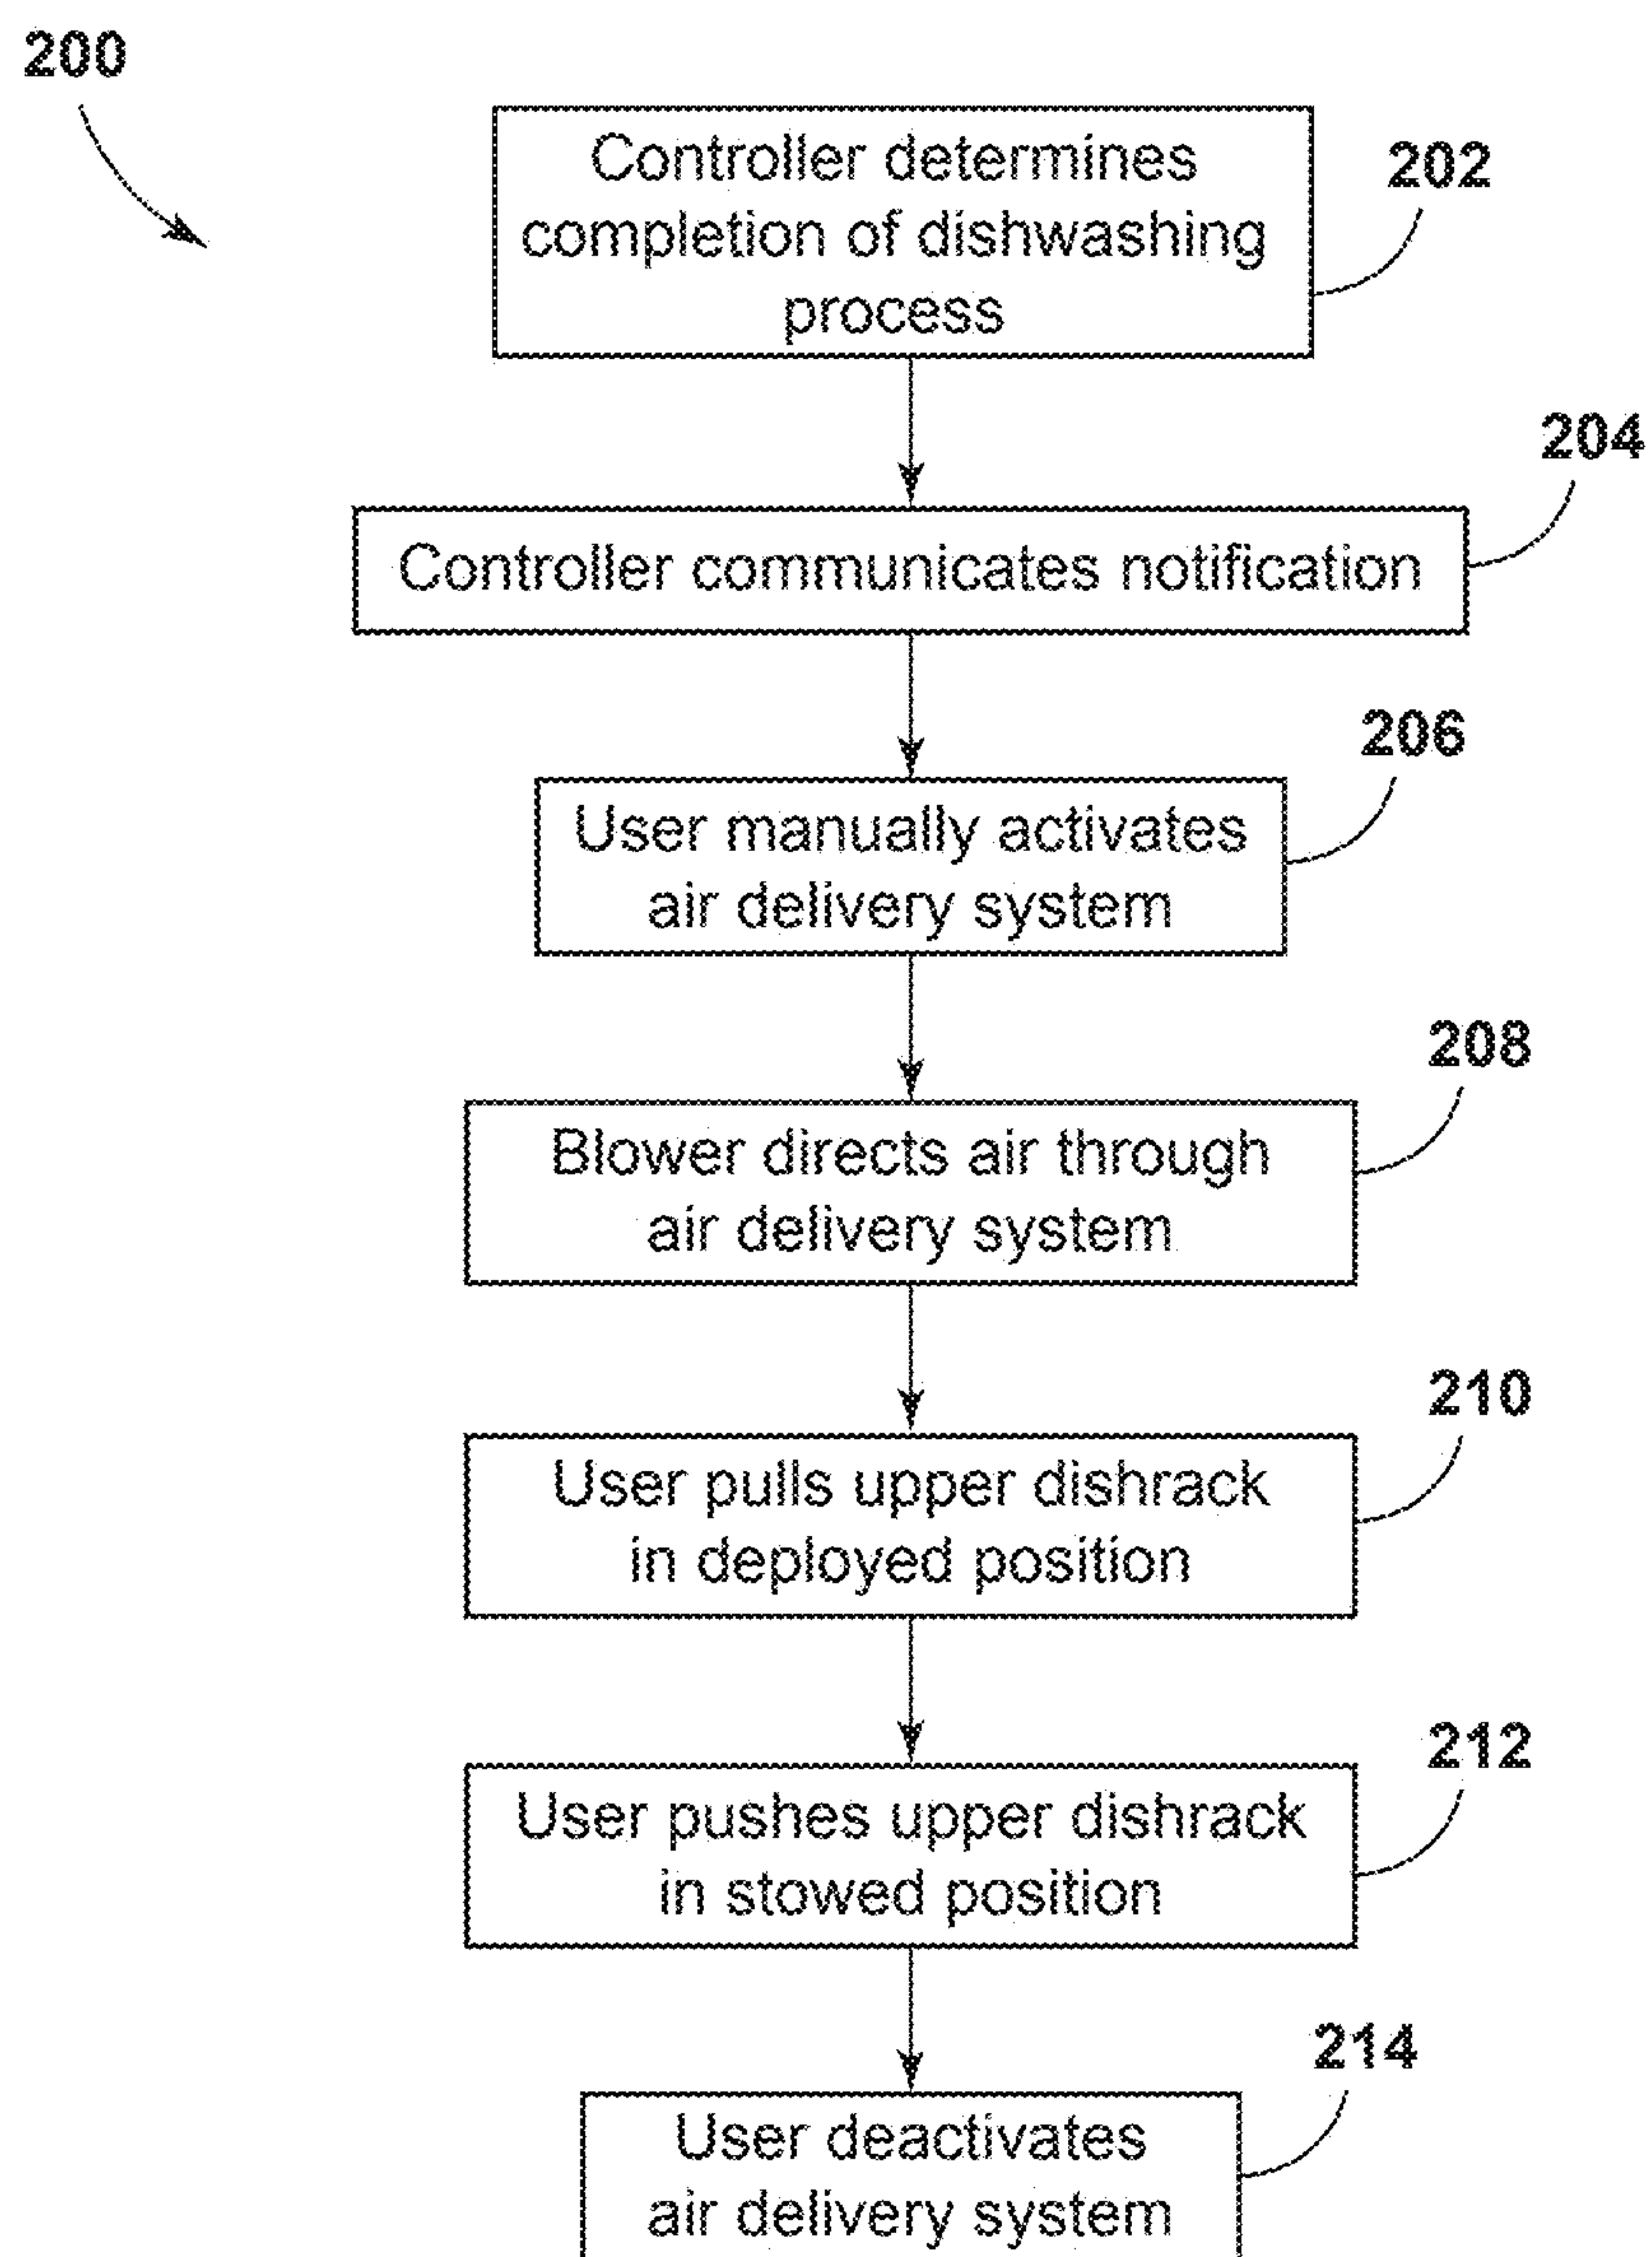 200
Controller determines
completion of dishwashing
process
202
Controller communicates notification
204
User manually activates
air delivery system
206
Blower directs air through
air delivery system
208
User pulls upper dishrack
in deployed position
210
User pushes upper dishrack
in stowed position
212
User deactivates
air delivery system
214